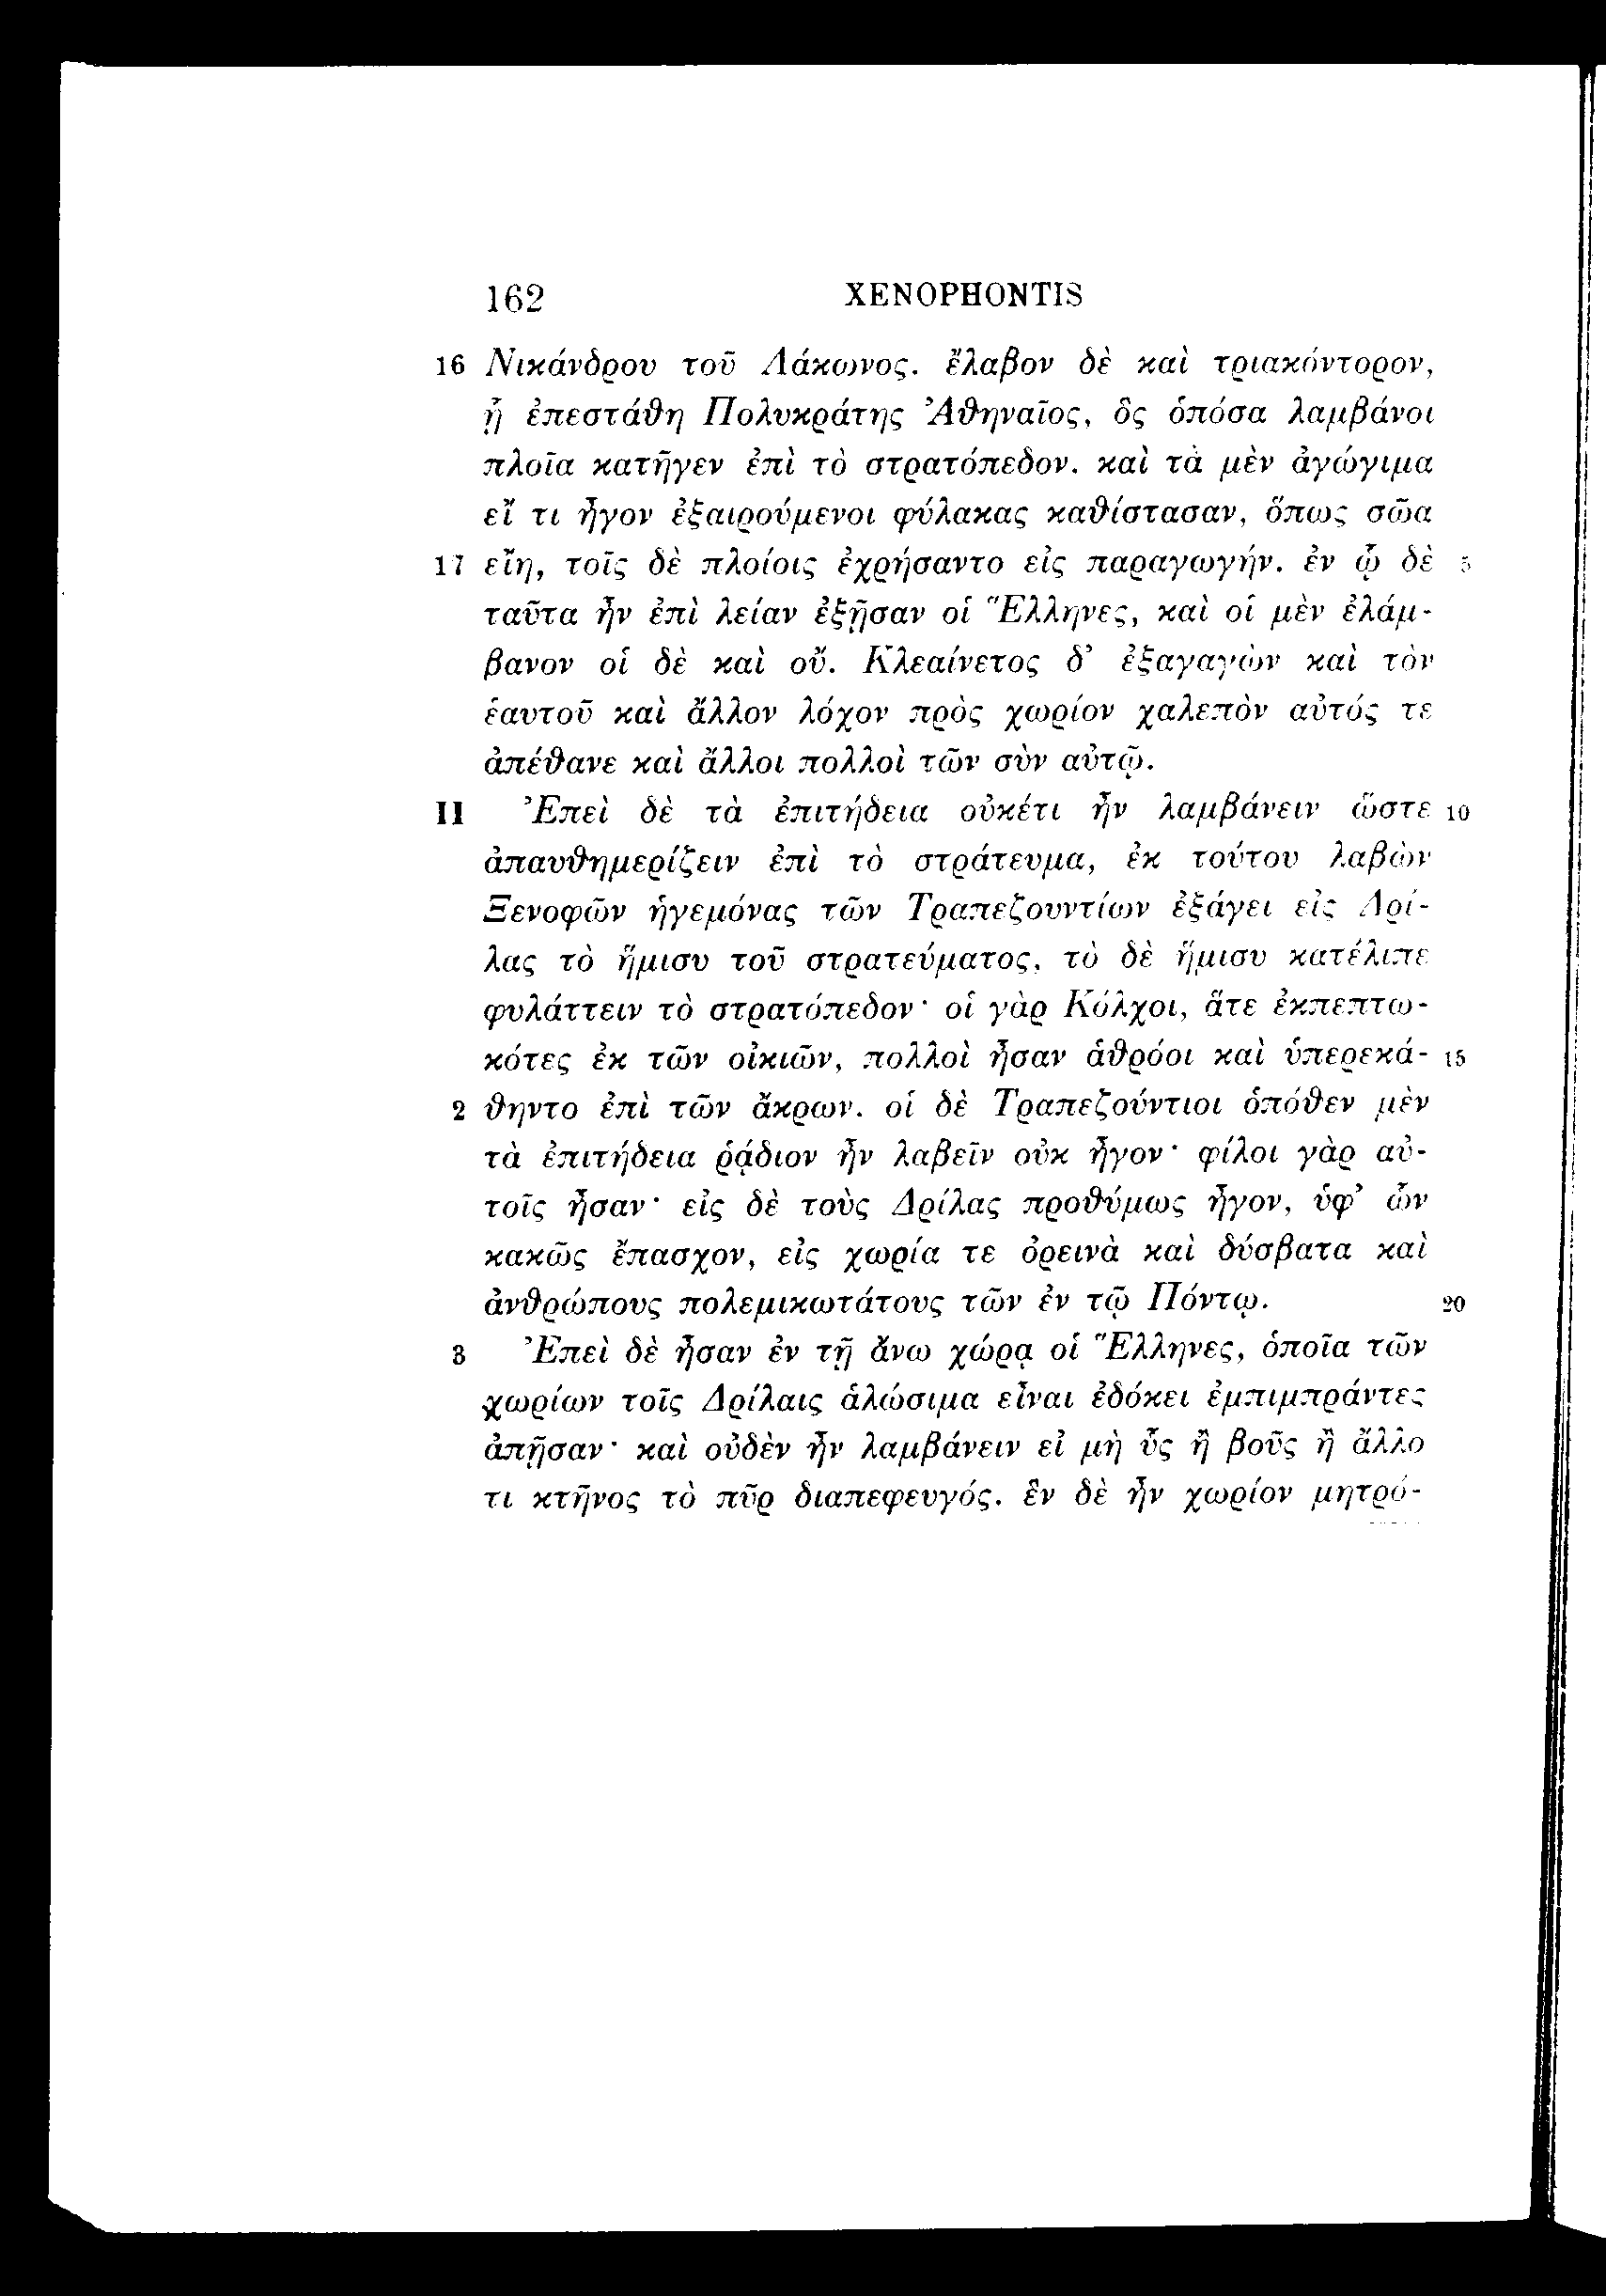 162 XENOPHONTIS
16 Νικάνδρου τοῦ Λάκωνος. ἔλαβον δὲ καὶ τριακόντορον,
ᾗ ἐπεστάθη Πολυκράτης Ἀθηναῖος, ὃς ὁπόσα λαμβάνοι
πλοῖα κατῆγεν ἐπὶ τὸ στρατόπεδον. καὶ τὰ μὲν ἀγώγιμα
εἴ τι ἦγον ἐξαιρούμενοι φύλακας καθίστασαν, ὅπως σῶα
17 εἴη, τοῖς δὲ πλοίοις ἐχρήσαντο εἰς παραγωγήν. ἐν ᾧ δὲ 5
ταῦτα ἦν ἐπὶ λείαν ἐξῇσαν οἱ Ἕλληνες, καὶ οἱ μὲν ἐλάμ-
βανον οἱ δὲ καὶ οὔ. Κλεαίνετος δ’ ἐξαγαγὼν καὶ τὸν
ἑαυτοῦ καὶ ἄλλον λόχον πρὸς χωρίον χαλεπὸν αὐτός τε
ἀπέθανε καὶ ἄλλοι πολλοὶ τῶν σὺν αὐτῷ.
II Ἐπεὶ δὲ τὰ ἐπιτήδεια οὐκέτι ἦν λαμβάνειν ὥστε 10
ἀπαυθημερίζειν ἐπὶ τὸ στράτευμα, ἐκ τούτου λαβὼν
Ξενοφῶν ἡγεμόνας τῶν Τραπεζουντίων ἐξάγει εἰς Δρί-
λας τὸ ἥμισυ τοῦ στρατεύματος, τὸ δὲ ἥμισυ κατέλιπε
φυλάττειν τὸ στρατόπεδον· οἱ γὰρ Κόλχοι, ἅτε ἐκπεπτω-
κότες ἐκ τῶν οἰκιῶν, πολλοὶ ἦσαν ἁθρόοι καὶ ὑπερεκά- 15
2 θηντο ἐπὶ τῶν ἄκρων. οἱ δὲ Τραπεζούντιοι ὁπόθεν μὲν
τὰ ἐπιτήδεια ῥᾴδιον ἦν λαβεῖν οὐκ ἦγον· φίλοι γὰρ αὐ-
τοῖς ἦσαν· εἰς δὲ τοὺς Δρίλας προθύμως ἦγον, ὑφ’ ὧν
κακῶς ἔπασχον, εἰς χωρία τε ὀρεινὰ καὶ δύσβατα καὶ
ἀνθρώπους πολεμικωτάτους τῶν ἐν τῷ Πόντῳ. 20
3 Ἐπεὶ δὲ ἦσαν ἐν τῇ ἄνω χώρᾳ οἱ Ἕλληνες, ὁποῖα τῶν
χωρίων τοῖς Δρίλαις ἁλώσιμα εἶναι ἐδόκει ἐμπιμπράντες
ἀπῇσαν· καὶ οὐδὲν ἦν λαμβάνειν εἰ μὴ ὗς ἢ βοῦς ἢ ἄλλο
τι κτῆνος τὸ πῦρ διαπεφευγός. ἓν δὲ ἦν χωρίον μητρό-